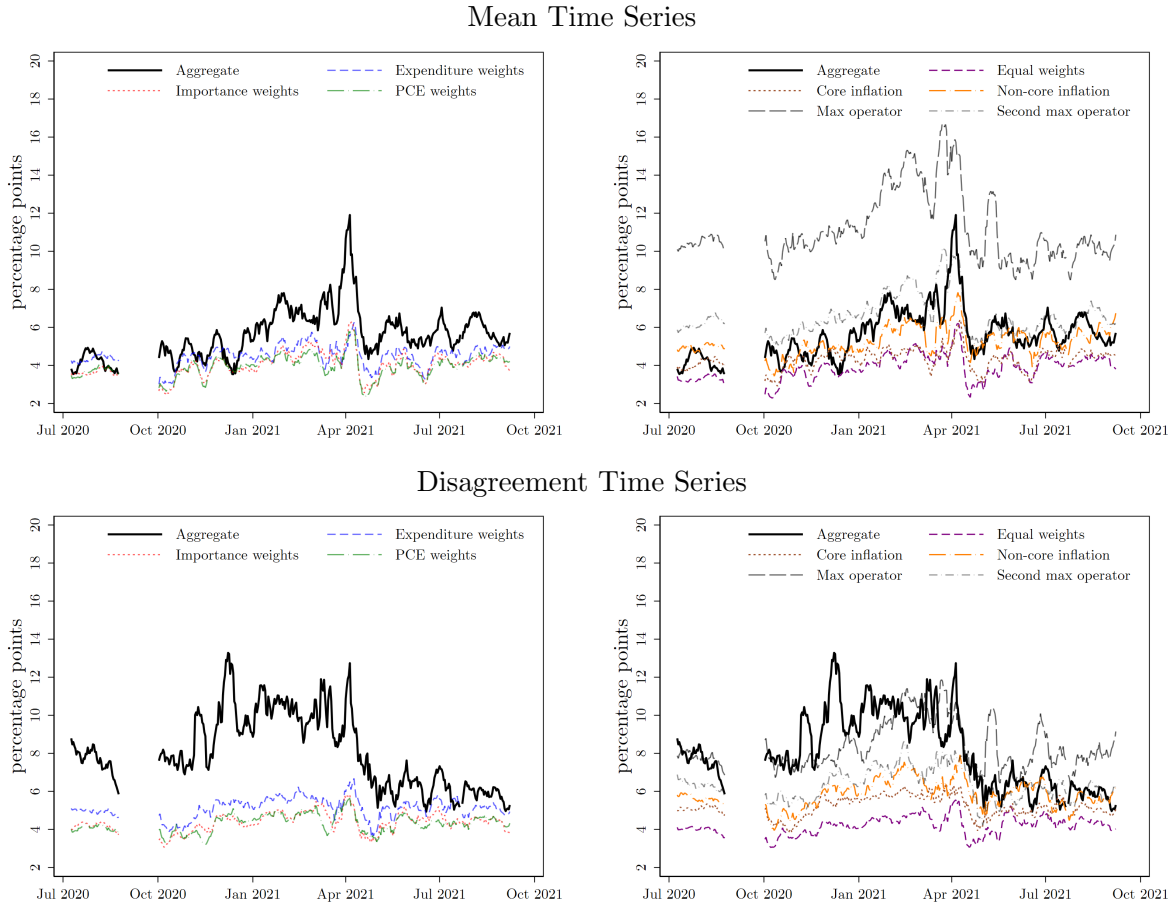 Mean Time Series
percentage points
20
18
16
14
12
10
8
6
4
2
Aggregate
Expenditure weights
Importance weights
PCE weights
Jul 2020
Oct 2020
Jan 2021
Apr 2021
Jul 2021
Oct 2021
percentage points
20
18
16
14
12
10
8
6
4
2
Aggregate
Equal weights
Core inflation
Non-core inflation
Max operator
Second max operator
Jul 2020
Oct 2020
Jan 2021
Apr 2021
Jul 2021
Oct 2021
Disagreement Time Series
percentage points
20
18
16
14
12
10
8
6
4
2
Aggregate
Expenditure weights
Importance weights
PCE weights
Jul 2020
Oct 2020
Jan 2021
Apr 2021
Jul 2021
Oct 2021
percentage points
20
18
16
14
12
10
8
6
4
2
Aggregate
Equal weights
Core inflation
Non-core inflation
Max operator
Second max operator
Jul 2020
Oct 2020
Jan 2021
Apr 2021
Jul 2021
Oct 2021